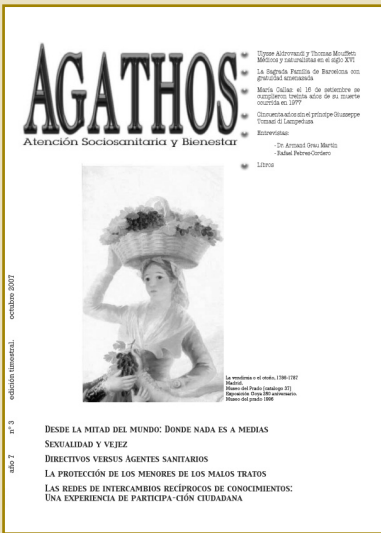 AGATHOS
Atención Sociosanitaria y Bienestar
Ulysse Aldrovandi y Thomas Mouffeth
Médicos y naturalistas en el siglo XVI
La Sagrada Familia de Barcelona con
gratuidad amenazada
María Callas: el 16 de setiembre se
cumplieron treinta años de su muerte
ocurrida en 1977
Cincuenta años sin el príncipe Giusseppe
Tomasi di Lampedusa
Entrevistas:
- Dr. Armand Grau Martín
- Rafael Febres-Cordero
Libros
La vendimia o el otoño, 1786-1787
Madrid.
Museo del Prado (catálogo 37)
Exposición Goya 250 aniversario.
Museo del prado 1996
año 7 nº 3 edición timestral. octubre 2007
DESDE LA MITAD DEL MUNDO: DONDE NADA ES A MEDIAS
SEXUALIDAD Y VEJEZ
DIRECTIVOS VERSUS AGENTES SANITARIOS
LA PROTECCIÓN DE LOS MENORES DE LOS MALOS TRATOS
LAS REDES DE INTERCAMBIOS RECÍPROCOS DE CONOCIMIENTOS:
UNA EXPERIENCIA DE PARTICIPA-CIÓN CIUDADANA